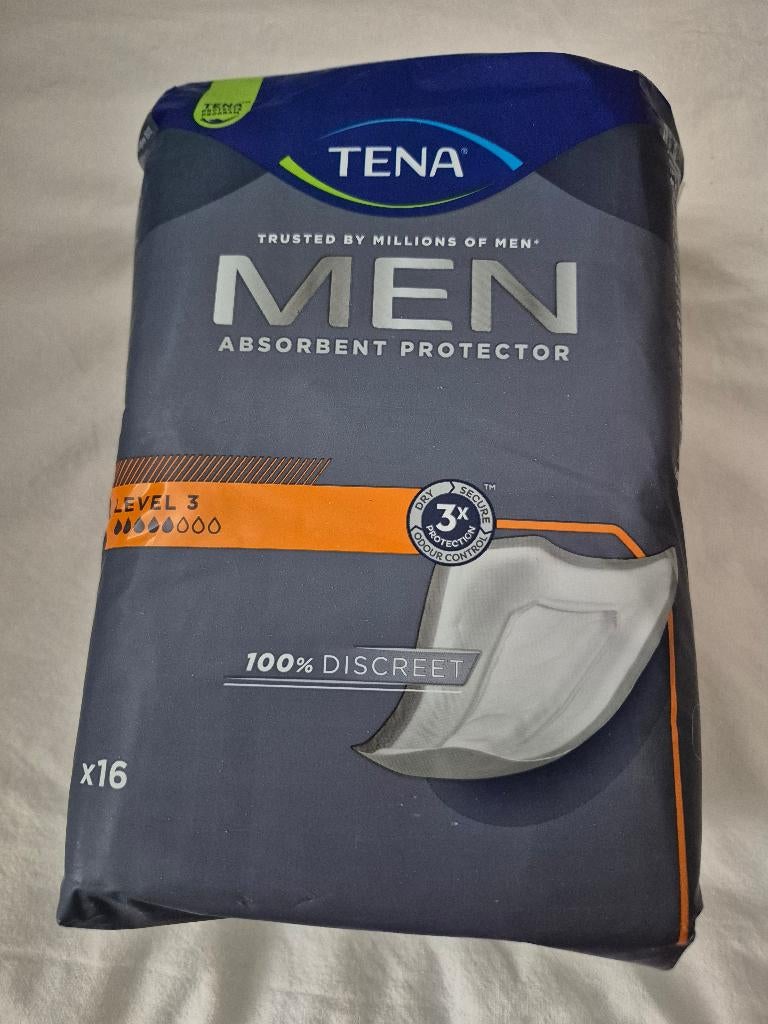 TENA
TENA®
TRUSTED BY MILLIONS OF MEN+
MEN
ABSORBENT PROTECTOR
LEVEL 3
DRY SECURE
3X
PROTECTION
ODOUR CONTROL
TM
100% DISCREET
x16